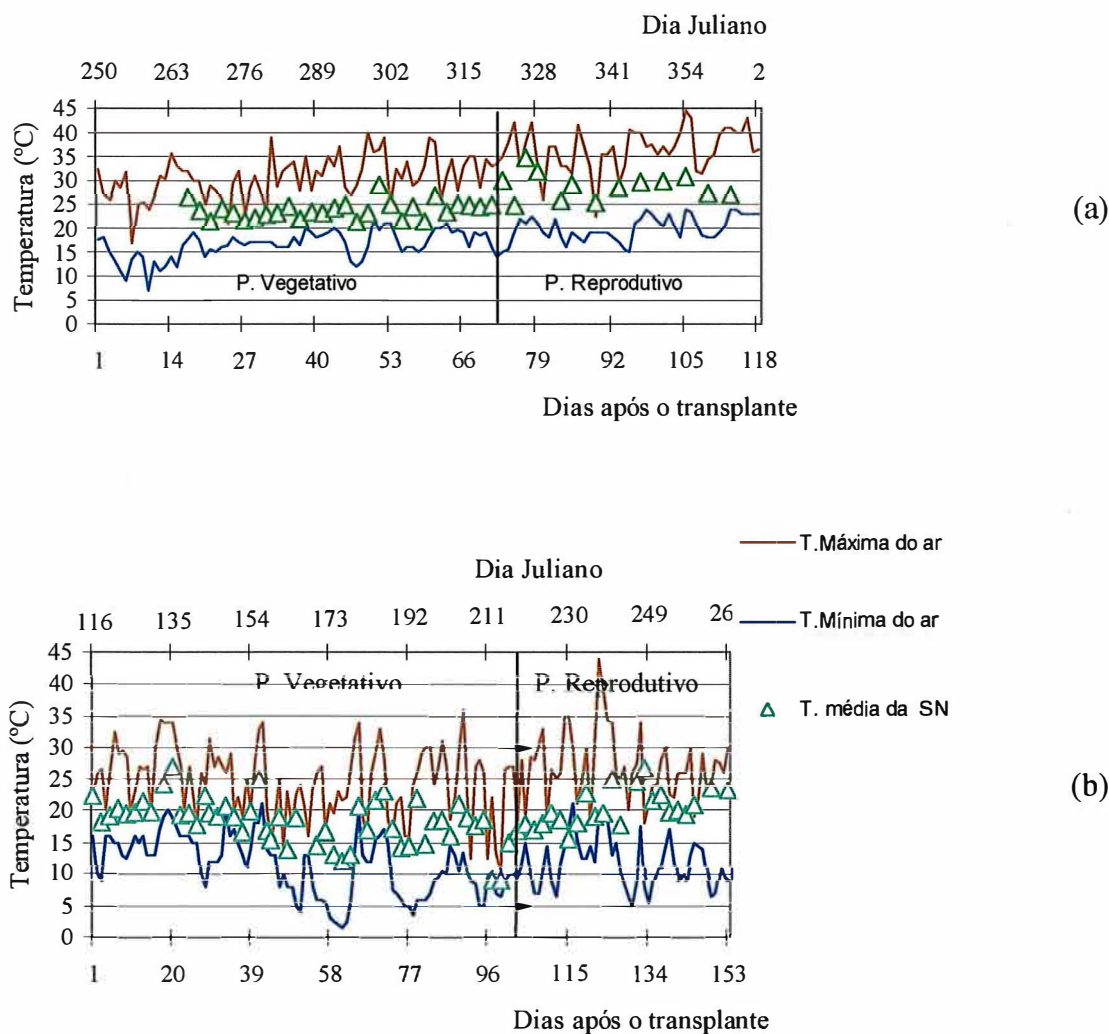 Dia Juliano
250 263 276 289 302 315 328 341 354 2
45
40
35
30
25
20
15
10
5
0
Temperatura (ºC)
P. Vegetativo P. Reprodutivo
1 14 27 40 53 66 79 92 105 118
Dias após o transplante
(a)
T.Máxima do ar
T.Mínima do ar
T. média da SN
Dia Juliano
116 135 154 173 192 211 230 249 26
45
40
35
30
25
20
15
10
5
0
Temperatura (ºC)
P. Vegetativo P. Reprodutivo
1 20 39 58 77 96 115 134 153
Dias após o transplante
(b)